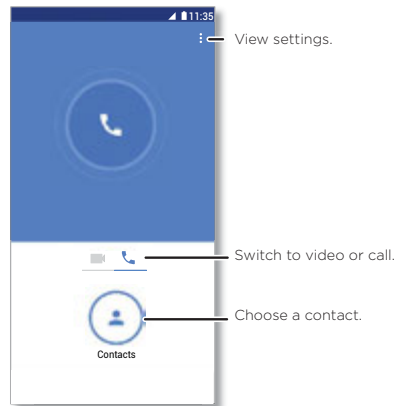 11:35
View settings.
Switch to video or call.
Choose a contact.
Contacts